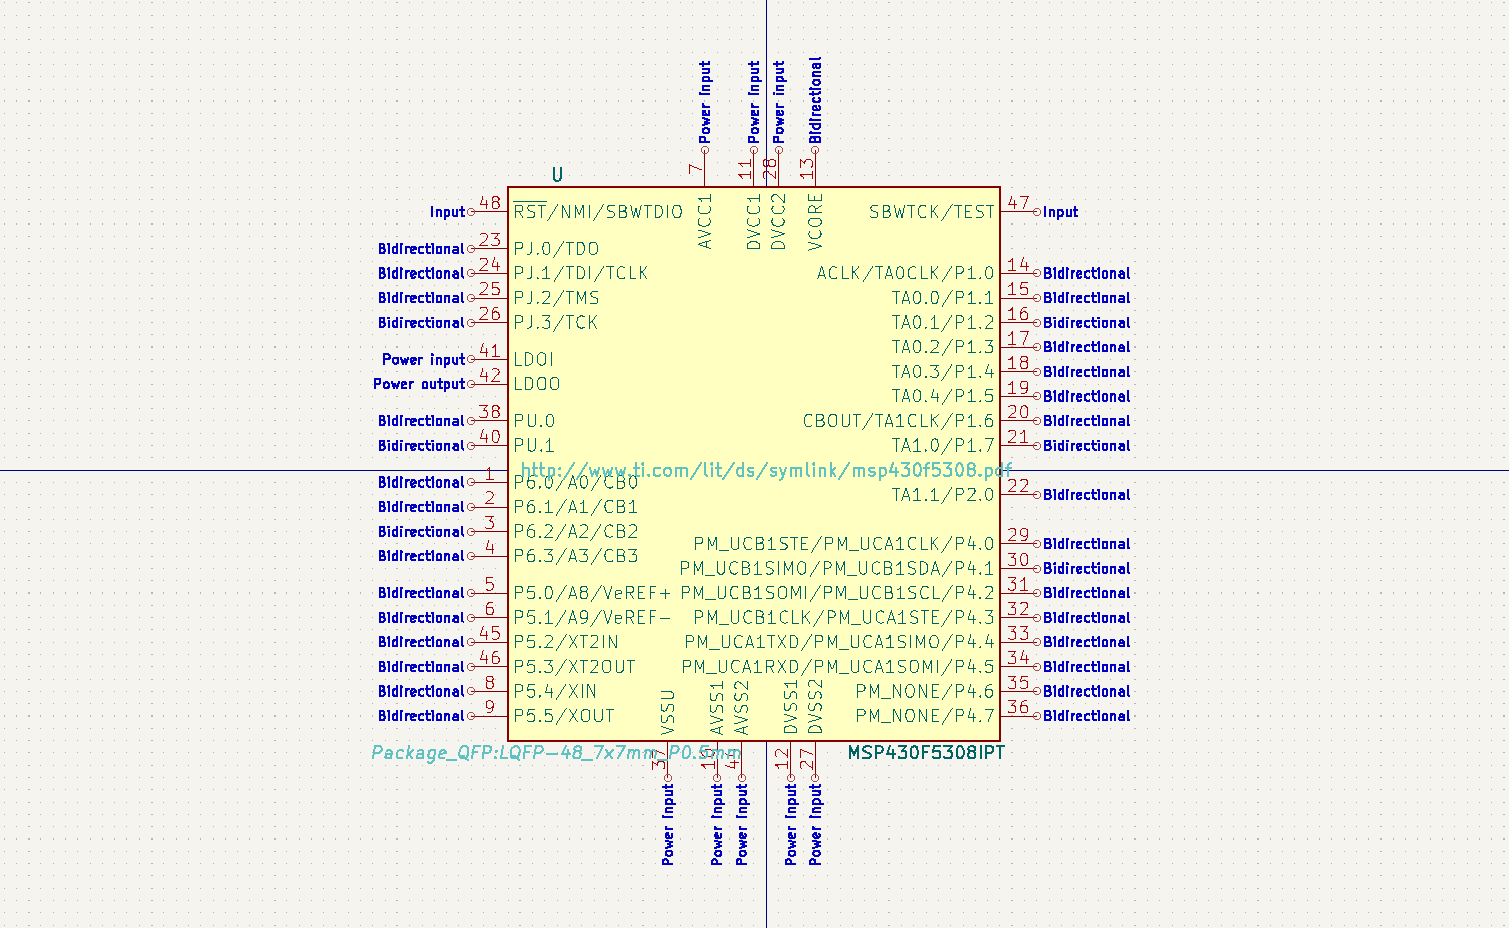 Power input
Power input
Power input
Bidirectional
7
11
28
13
U
AVCC1
DVCC1
DVCC2
VCORE
Input 48 RST/NMI/SBWTDIO
SBWTCK/TEST 47 Input
Bidirectional 23 PJ.0/TDO
Bidirectional 24 PJ.1/TDI/TCLK
ACLK/TA0CLK/P1.0 14 Bidirectional
Bidirectional 25 PJ.2/TMS
TA0.0/P1.1 15 Bidirectional
Bidirectional 26 PJ.3/TCK
TA0.1/P1.2 16 Bidirectional
TA0.2/P1.3 17 Bidirectional
Power input 41 LDOI
TA0.3/P1.4 18 Bidirectional
Power output 42 LDOO
TA0.4/P1.5 19 Bidirectional
Bidirectional 38 PU.0
CBOUT/TA1CLK/P1.6 20 Bidirectional
Bidirectional 40 PU.1
TA1.0/P1.7 21 Bidirectional
http://www.ti.com/lit/ds/symlink/msp430f5308.pdf
Bidirectional 1 P6.0/A0/CB0
TA1.1/P2.0 22 Bidirectional
Bidirectional 2 P6.1/A1/CB1
Bidirectional 3 P6.2/A2/CB2
PM_UCB1STE/PM_UCA1CLK/P4.0 29 Bidirectional
Bidirectional 4 P6.3/A3/CB3
PM_UCB1SIMO/PM_UCB1SDA/P4.1 30 Bidirectional
Bidirectional 5 P5.0/A8/VeREF+
PM_UCB1SOMI/PM_UCB1SCL/P4.2 31 Bidirectional
Bidirectional 6 P5.1/A9/VeREF-
PM_UCB1CLK/PM_UCA1STE/P4.3 32 Bidirectional
Bidirectional 45 P5.2/XT2IN
PM_UCA1TXD/PM_UCA1SIMO/P4.4 33 Bidirectional
Bidirectional 46 P5.3/XT2OUT
PM_UCA1RXD/PM_UCA1SOMI/P4.5 34 Bidirectional
Bidirectional 8 P5.4/XIN
PM_NONE/P4.6 35 Bidirectional
Bidirectional 9 P5.5/XOUT
PM_NONE/P4.7 36 Bidirectional
VSSU
AVSS1
AVSS2
DVSS1
DVSS2
Package_QFP:LQFP-48_7x7mm_P0.5mm
MSP430F5308IPT
37
12
27
Power input
Power input
Power input
Power input
Power input